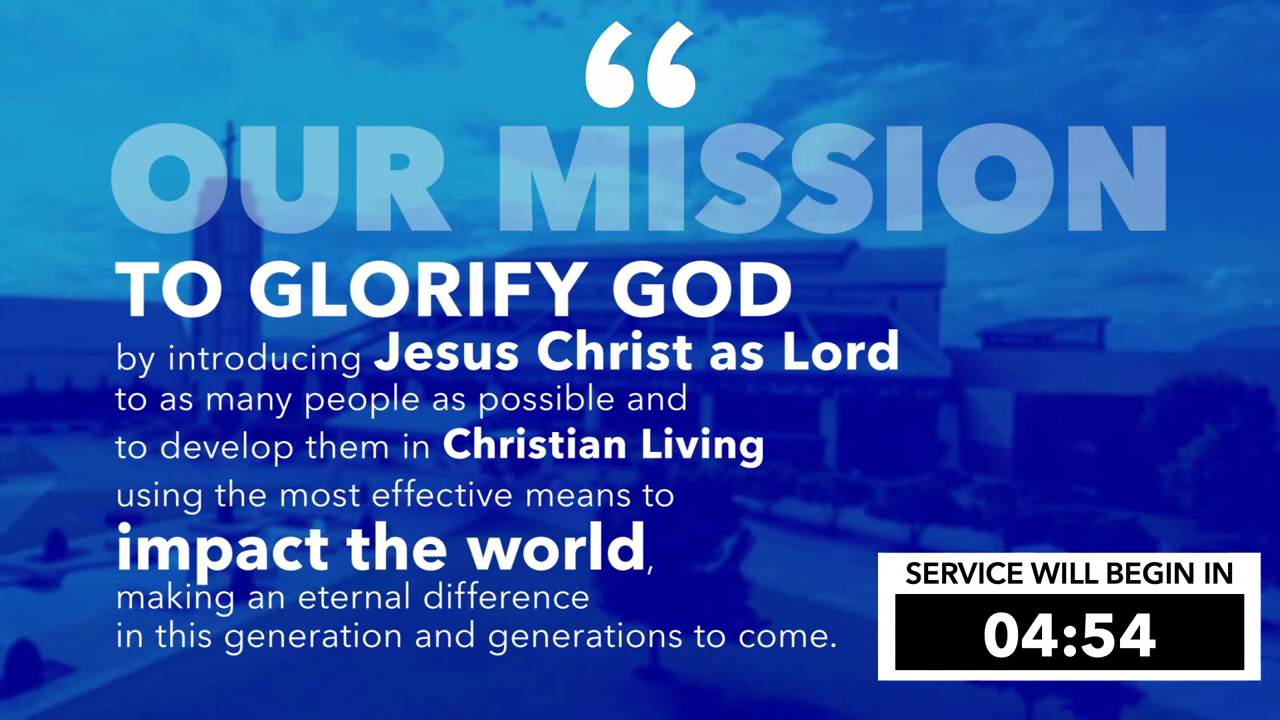 “
OUR MISSION
TO GLORIFY GOD
by introducing Jesus Christ as Lord
to as many people as possible and
to develop them in Christian Living
using the most effective means to
impact the world,
making an eternal difference
in this generation and generations to come.
SERVICE WILL BEGIN IN
04:54